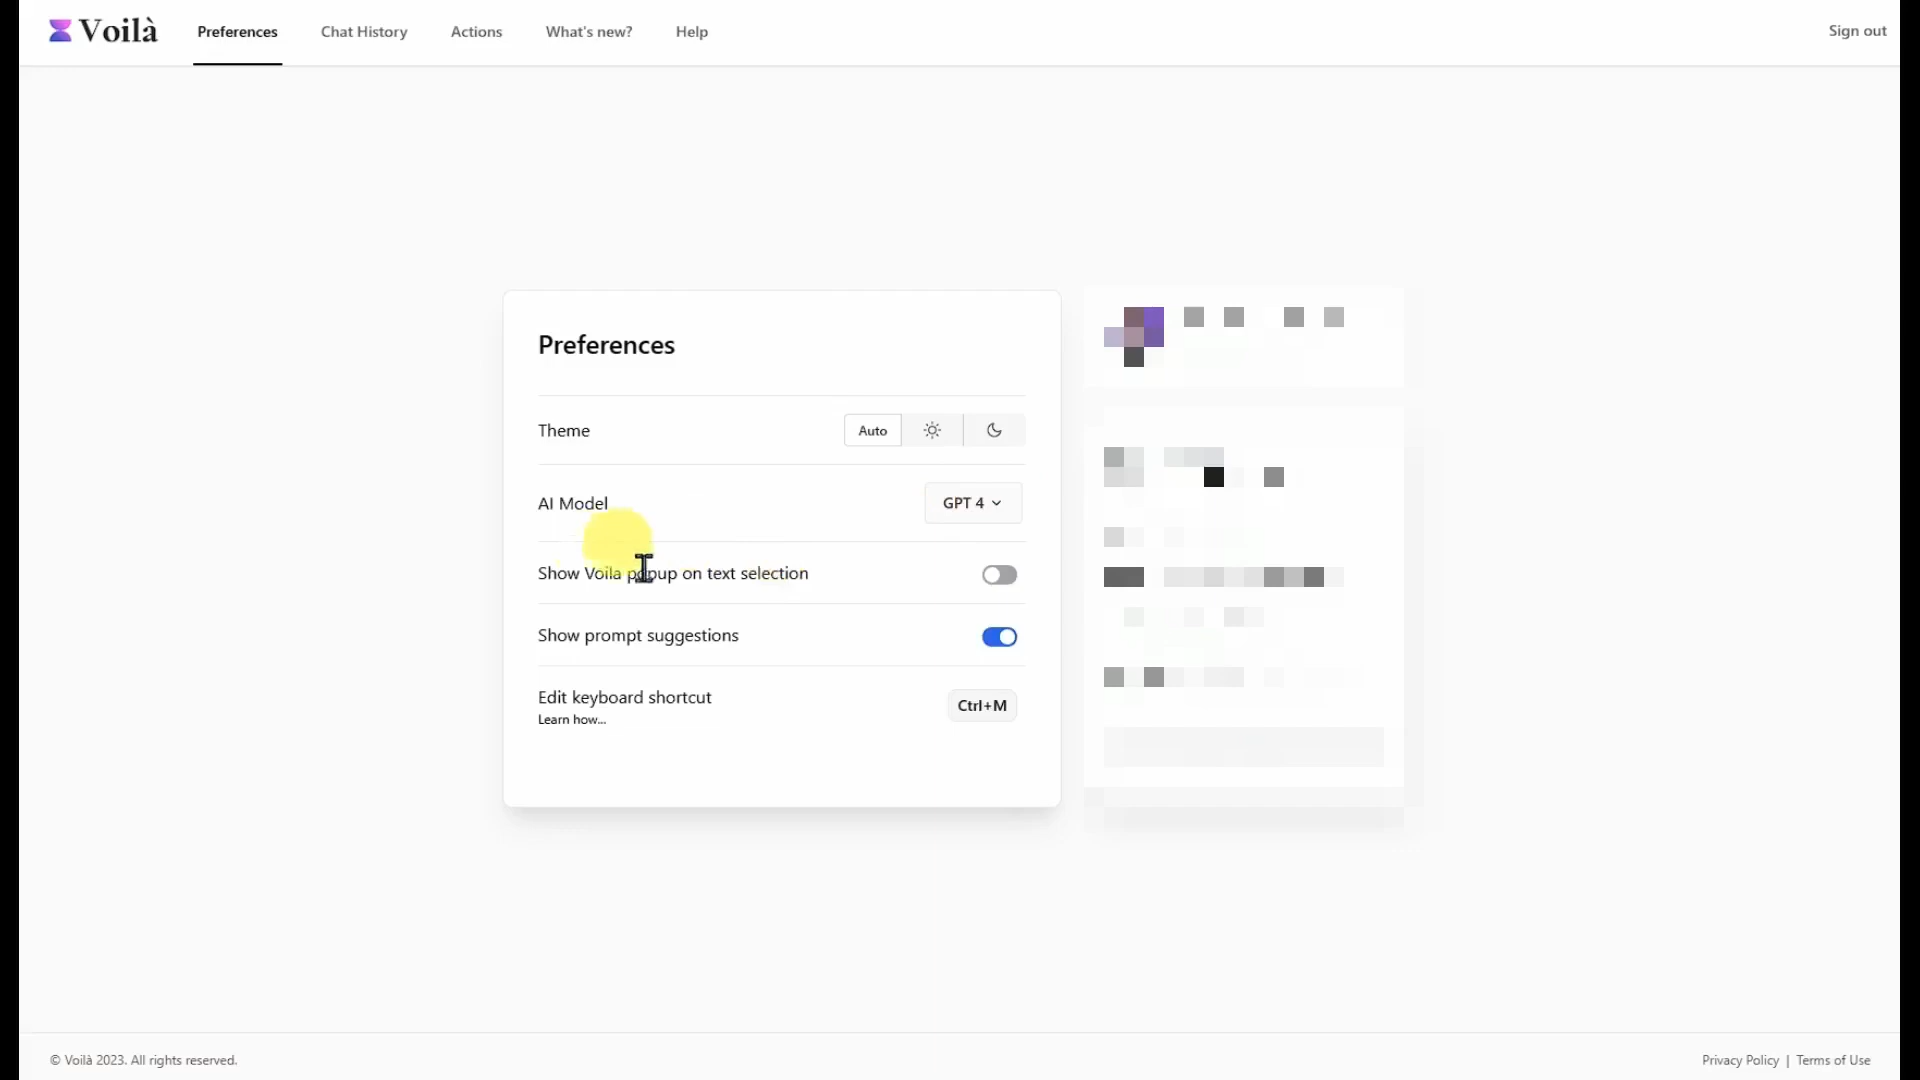 Voilà
Preferences
Chat History
Actions
What's new?
Help
Sign out
Preferences
Theme
Auto
AI Model
GPT 4
Show Voilà popup on text selection
Show prompt suggestions
Edit keyboard shortcut
Learn how...
Ctrl+M
© Voilà 2023. All rights reserved.
Privacy Policy | Terms of Use